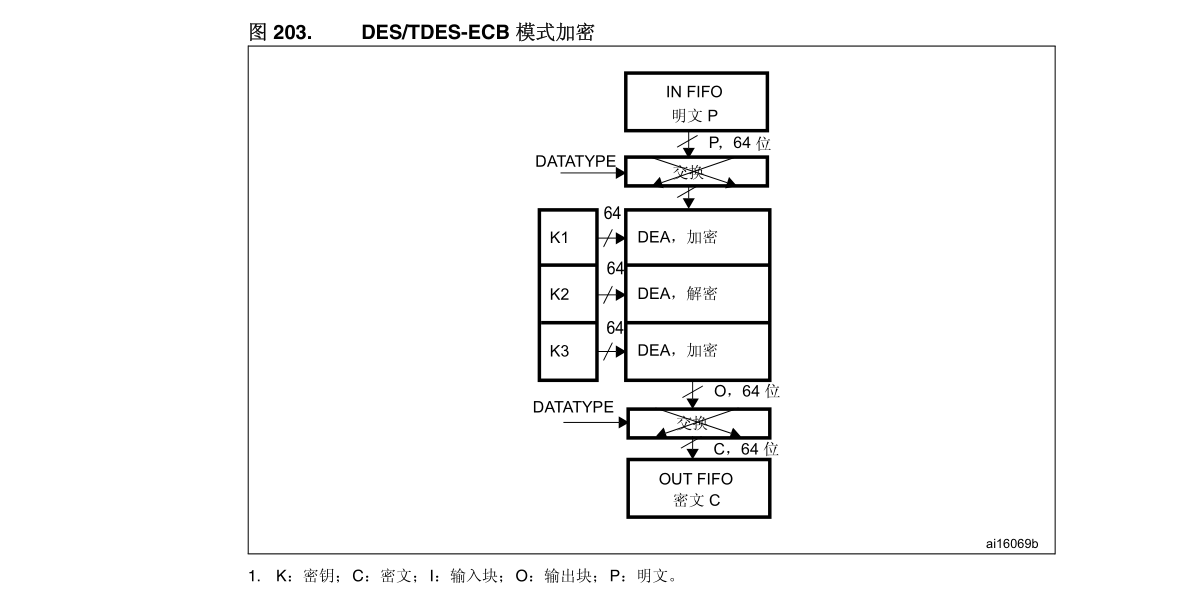 图 203. DES/TDES-ECB 模式加密
IN FIFO
明文 P
P，64 位
DATATYPE
交换
64
K1
DEA，加密
64
K2
DEA，解密
64
K3
DEA，加密
O，64 位
DATATYPE
交换
C，64 位
OUT FIFO
密文 C
ai16069b
1. K：密钥；C：密文；I：输入块；O：输出块；P：明文。